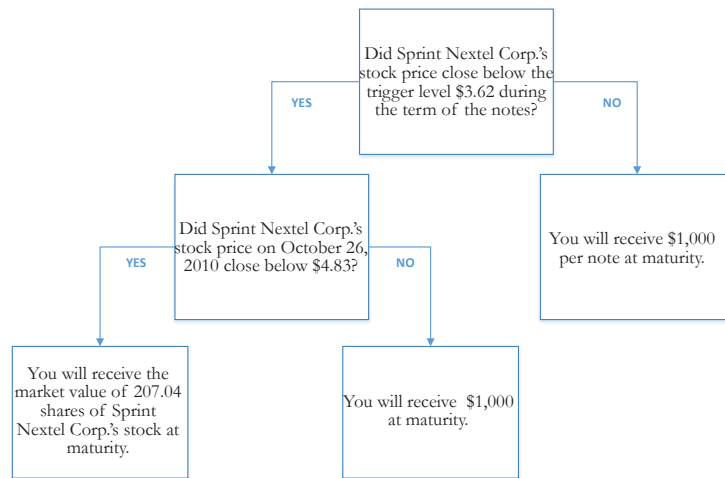 Did Sprint Nextel Corp.'s
stock price close below the
trigger level $3.62 during
the term of the notes?
YES
NO
Did Sprint Nextel Corp.'s
stock price on October 26,
2010 close below $4.83?
You will receive $1,000
per note at maturity.
YES
NO
You will receive the
market value of 207.04
shares of Sprint
Nextel Corp.'s stock at
maturity.
You will receive $1,000
at maturity.